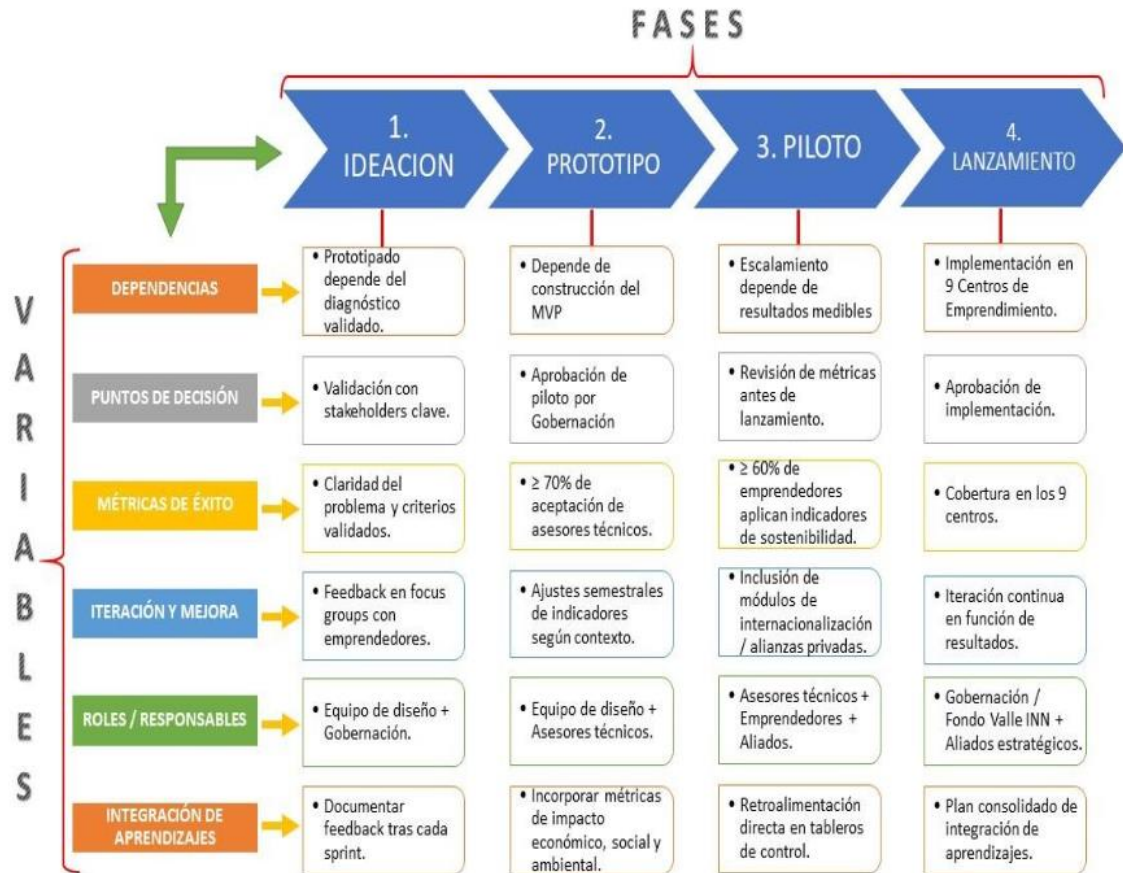 FASES
1.
IDEACION
2.
PROTOTIPO
3. PILOTO
4.
LANZAMIENTO
VARIABLES
DEPENDENCIAS
• Prototipado
depende del
diagnóstico
validado.
• Depende de
construcción del
MVP
• Escalamiento
depende de
resultados medibles
• Implementación en
9 Centros de
Emprendimiento.
PUNTOS DE DECISIÓN
• Validación con
stakeholders clave.
• Aprobación de
piloto por
Gobernación
• Revisión de métricas
antes de
lanzamiento.
• Aprobación de
implementación.
MÉTRICAS DE ÉXITO
• Claridad del
problema y criterios
validados.
• ≥ 70% de
aceptación de
asesores técnicos.
• ≥ 60% de
emprendedores
aplican indicadores
de sostenibilidad.
• Cobertura en los 9
centros.
ITERACIÓN Y MEJORA
• Feedback en focus
groups con
emprendedores.
• Ajustes semestrales
de indicadores
según contexto.
• Inclusión de
módulos de
internacionalización
/ alianzas privadas.
• Iteración continua
en función de
resultados.
ROLES / RESPONSABLES
• Equipo de diseño +
Gobernación.
• Equipo de diseño +
Asesores técnicos.
• Asesores técnicos +
Emprendedores +
Aliados.
• Gobernación /
Fondo Valle INN +
Aliados estratégicos.
INTEGRACIÓN DE
APRENDIZAJES
• Documentar
feedback tras cada
sprint.
• Incorporar métricas
de impacto
económico, social y
ambiental.
• Retroalimentación
directa en tableros
de control.
• Plan consolidado de
integración de
aprendizajes.